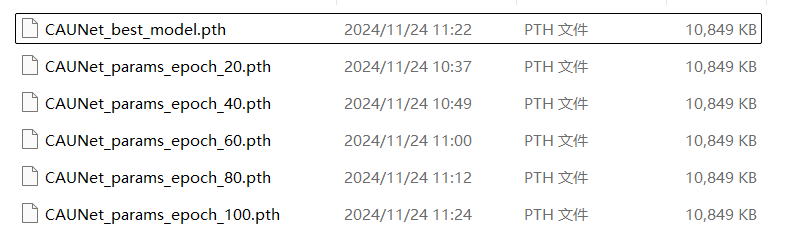 CAUNet_best_model.pth 2024/11/24 11:22 PTH 文件 10,849 KB
CAUNet_params_epoch_20.pth 2024/11/24 10:37 PTH 文件 10,849 KB
CAUNet_params_epoch_40.pth 2024/11/24 10:49 PTH 文件 10,849 KB
CAUNet_params_epoch_60.pth 2024/11/24 11:00 PTH 文件 10,849 KB
CAUNet_params_epoch_80.pth 2024/11/24 11:12 PTH 文件 10,849 KB
CAUNet_params_epoch_100.pth 2024/11/24 11:24 PTH 文件 10,849 KB